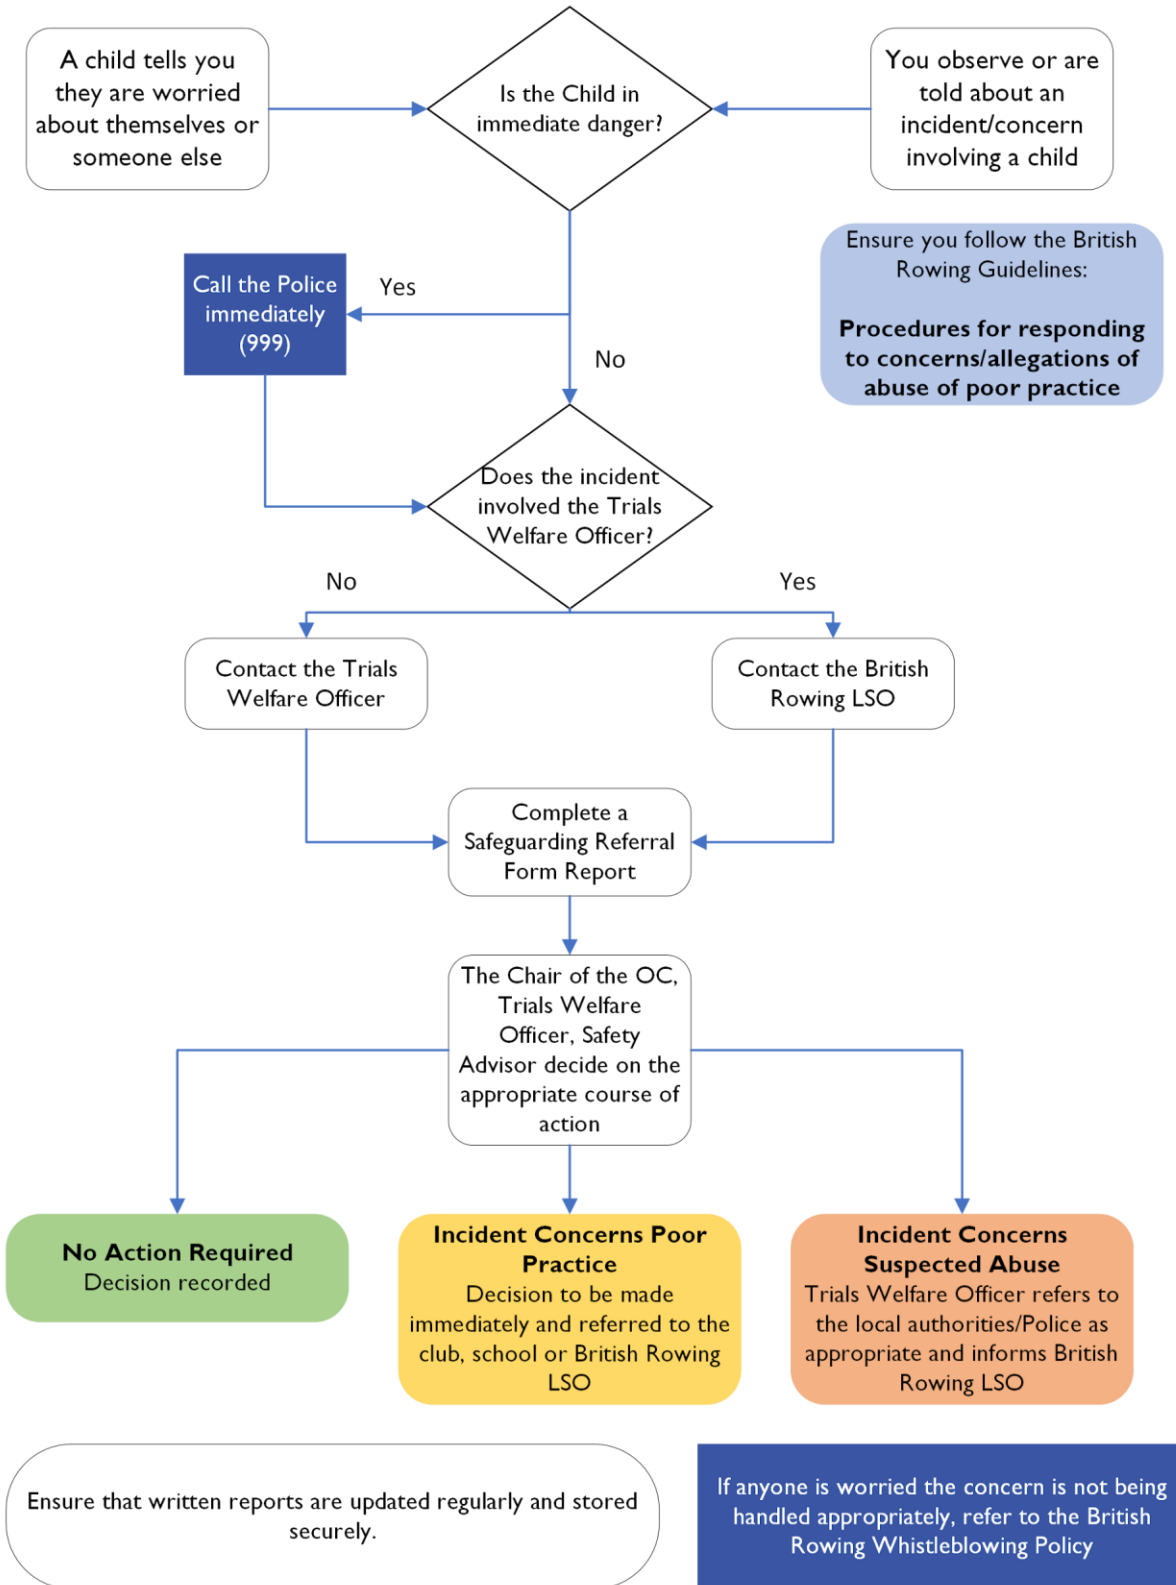 A child tells you
they are worried
about themselves or
someone else
Is the Child in
immediate danger?
You observe or are
told about an
incident/concern
involving a child
Ensure you follow the British
Rowing Guidelines:
Procedures for responding
to concerns/allegations of
abuse of poor practice
Call the Police
immediately
(999)
Yes
No
Does the incident
involved the Trials
Welfare Officer?
No
Yes
Contact the Trials
Welfare Officer
Contact the British
Rowing LSO
Complete a
Safeguarding Referral
Form Report
The Chair of the OC,
Trials Welfare
Officer, Safety
Advisor decide on the
appropriate course of
action
No Action Required
Decision recorded
Incident Concerns Poor
Practice
Decision to be made
immediately and referred to the
club, school or British Rowing
LSO
Incident Concerns
Suspected Abuse
Trials Welfare Officer refers to
the local authorities/Police as
appropriate and informs British
Rowing LSO
Ensure that written reports are updated regularly and stored
securely.
If anyone is worried the concern is not being
handled appropriately, refer to the British
Rowing Whistleblowing Policy